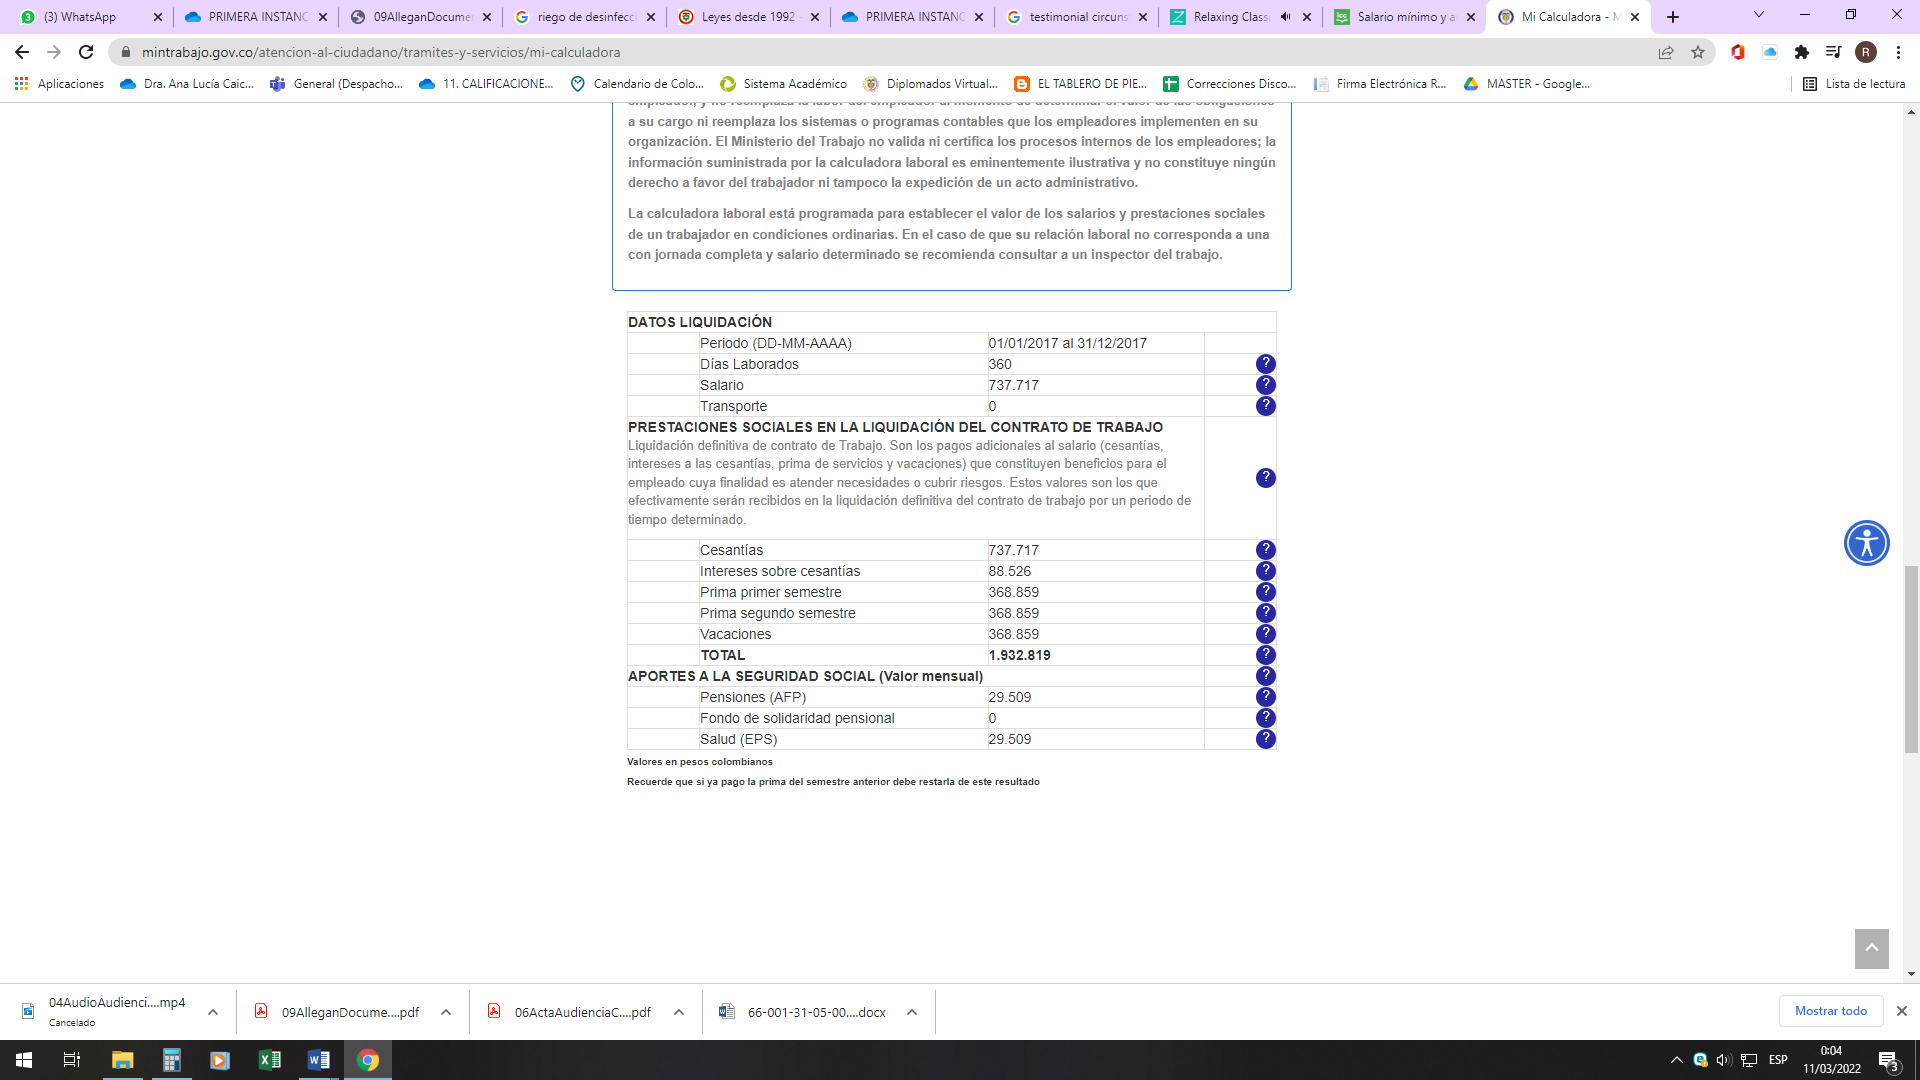 (3) WhatsApp
PRIMERA INSTANC
09AlleganDocume
riego de desinfecc
Leyes desde 1992 -
PRIMERA INSTANC
testimonial circuns
Relaxing Class
Salario mínimo y a
Mi Calculadora - M
mintrabajo.gov.co/atencion-al-ciudadano/tramites-y-servicios/mi-calculadora
R
Aplicaciones
Dra. Ana Lucía Caic...
General (Despacho...
11. CALIFICACIONE...
Calendario de Colo...
Sistema Académico
Diplomados Virtual...
EL TABLERO DE PIE...
Correcciones Disco...
Firma Electrónica R...
MASTER - Google...
Lista de lectura
empleador, y no reemplaza la labor del empleador al momento de determinar el valor de las obligaciones
a su cargo ni reemplaza los sistemas o programas contables que los empleadores implementen en su
organización. El Ministerio del Trabajo no valida ni certifica los procesos internos de los empleadores; la
información suministrada por la calculadora laboral es eminentemente ilustrativa y no constituye ningún
derecho a favor del trabajador ni tampoco la expedición de un acto administrativo.
La calculadora laboral está programada para establecer el valor de los salarios y prestaciones sociales
de un trabajador en condiciones ordinarias. En el caso de que su relación laboral no corresponda a una
con jornada completa y salario determinado se recomienda consultar a un inspector del trabajo.
DATOS LIQUIDACIÓN
Periodo (DD-MM-AAAA) 01/01/2017 al 31/12/2017
Días Laborados 360 ?
Salario 737.717 ?
Transporte 0 ?
PRESTACIONES SOCIALES EN LA LIQUIDACIÓN DEL CONTRATO DE TRABAJO
Liquidación definitiva de contrato de Trabajo. Son los pagos adicionales al salario (cesantías,
intereses a las cesantías, prima de servicios y vacaciones) que constituyen beneficios para el
empleado cuya finalidad es atender necesidades o cubrir riesgos. Estos valores son los que
efectivamente serán recibidos en la liquidación definitiva del contrato de trabajo por un periodo de
tiempo determinado.
?
Cesantías 737.717 ?
Intereses sobre cesantías 88.526 ?
Prima primer semestre 368.859 ?
Prima segundo semestre 368.859 ?
Vacaciones 368.859 ?
TOTAL 1.932.819 ?
APORTES A LA SEGURIDAD SOCIAL (Valor mensual) ?
Pensiones (AFP) 29.509 ?
Fondo de solidaridad pensional 0 ?
Salud (EPS) 29.509 ?
Valores en pesos colombianos
Recuerde que si ya pago la prima del semestre anterior debe restarla de este resultado
04AudioAudienci....mp4
Cancelado
09AlleganDocume....pdf
06ActaAudienciaC....pdf
66-001-31-05-00....docx
Mostrar todo
ESP
0:04
11/03/2022
3